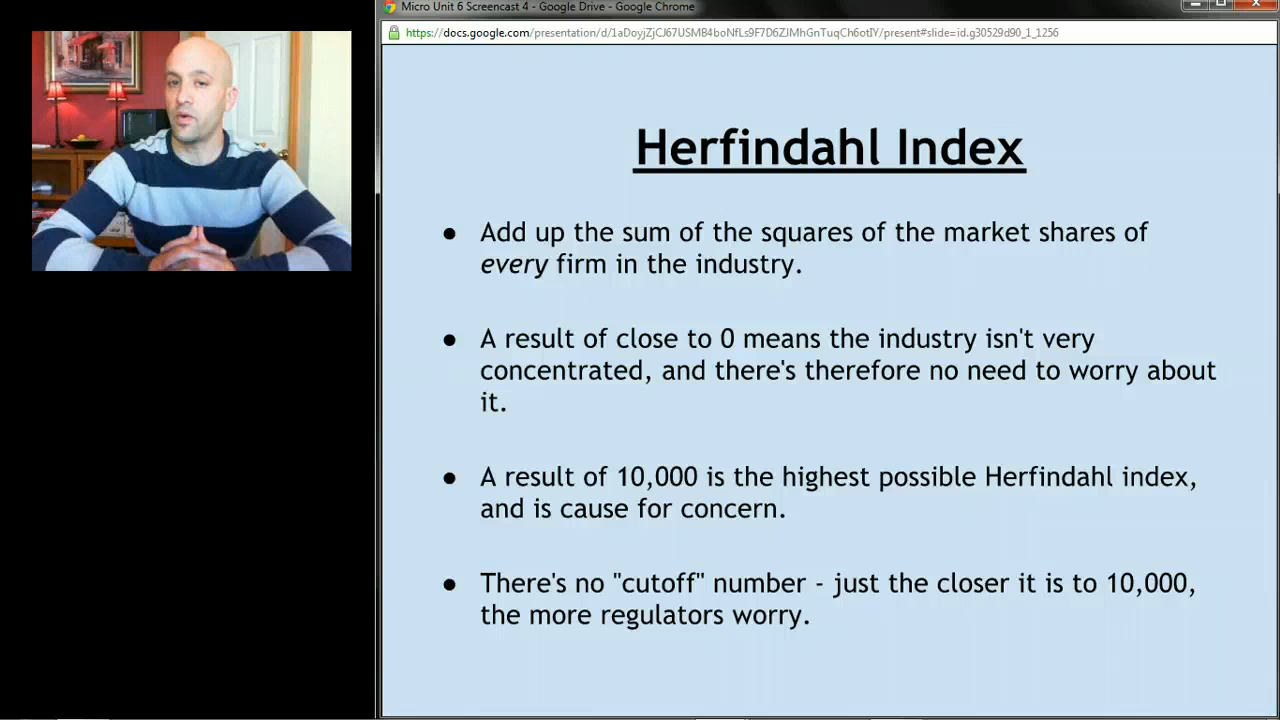 Micro Unit 6 Screencast 4 - Google Drive - Google Chrome
https://docs.google.com/presentation/d/1aDoyjZjCJ67USMB4boNfLs9F7D6ZJMhGnTuqCh6otIY/present#slide=id.g30529d90_1_1256
Herfindahl Index
● Add up the sum of the squares of the market shares of
every firm in the industry.
● A result of close to 0 means the industry isn't very
concentrated, and there's therefore no need to worry about
it.
● A result of 10,000 is the highest possible Herfindahl index,
and is cause for concern.
● There's no "cutoff" number - just the closer it is to 10,000,
the more regulators worry.